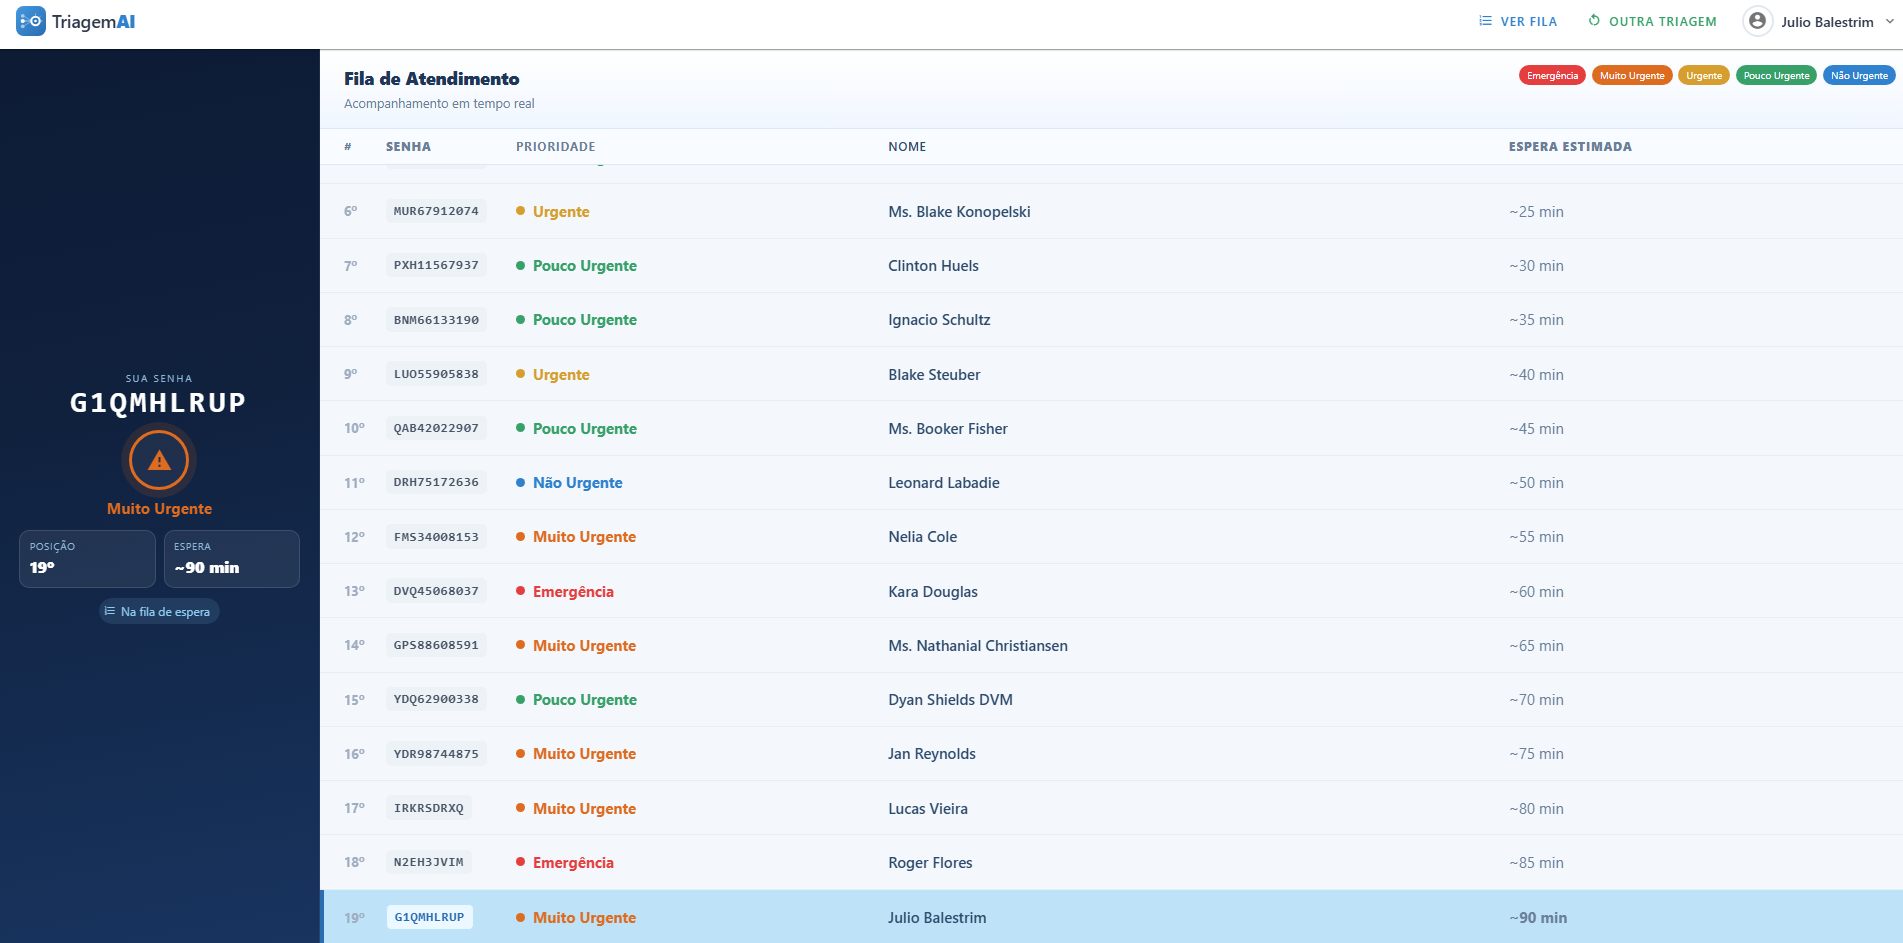 TriagemAI
VER FILA
OUTRA TRIAGEM
Julio Balestrim
SUA SENHA
G1QMHLRUP
Muito Urgente
POSIÇÃO
19º
ESPERA
~90 min
Na fila de espera
Fila de Atendimento
Acompanhamento em tempo real
Emergência Muito Urgente Urgente Pouco Urgente Não Urgente
# SENHA PRIORIDADE NOME ESPERA ESTIMADA
6º MUR67912074 Urgente Ms. Blake Konopelski ~25 min
7º PXH11567937 Pouco Urgente Clinton Huels ~30 min
8º BNM66133190 Pouco Urgente Ignacio Schultz ~35 min
9º LUO55905838 Urgente Blake Steuber ~40 min
10º QAB42022907 Pouco Urgente Ms. Booker Fisher ~45 min
11º DRH75172636 Não Urgente Leonard Labadie ~50 min
12º FMS34008153 Muito Urgente Nelia Cole ~55 min
13º DVQ45068037 Emergência Kara Douglas ~60 min
14º GPS88608591 Muito Urgente Ms. Nathanial Christiansen ~65 min
15º YDQ62900338 Pouco Urgente Dyan Shields DVM ~70 min
16º YDR98744875 Muito Urgente Jan Reynolds ~75 min
17º IRKRSDRXQ Muito Urgente Lucas Vieira ~80 min
18º N2EH3JVIM Emergência Roger Flores ~85 min
19º G1QMHLRUP Muito Urgente Julio Balestrim ~90 min